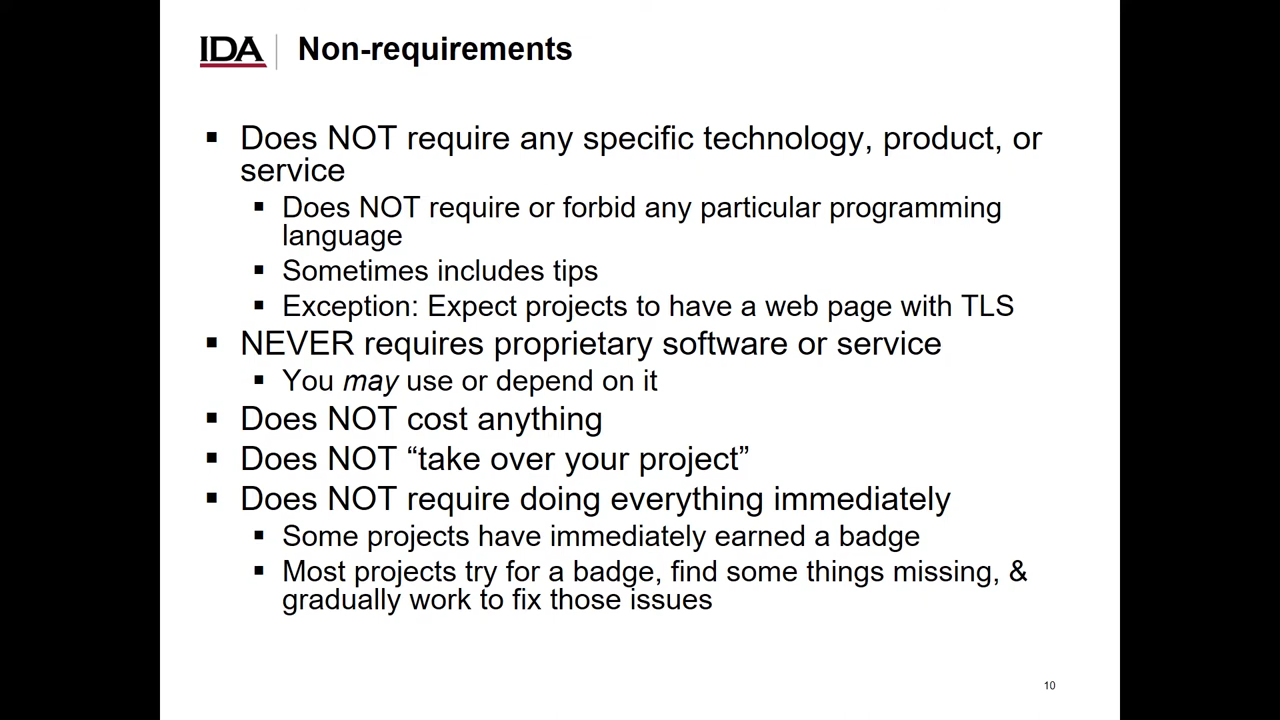 IDA
Non-requirements
▪ Does NOT require any specific technology, product, or
service
▪ Does NOT require or forbid any particular programming
language
▪ Sometimes includes tips
▪ Exception: Expect projects to have a web page with TLS
▪ NEVER requires proprietary software or service
▪ You may use or depend on it
▪ Does NOT cost anything
▪ Does NOT “take over your project”
▪ Does NOT require doing everything immediately
▪ Some projects have immediately earned a badge
▪ Most projects try for a badge, find some things missing, &
gradually work to fix those issues
10